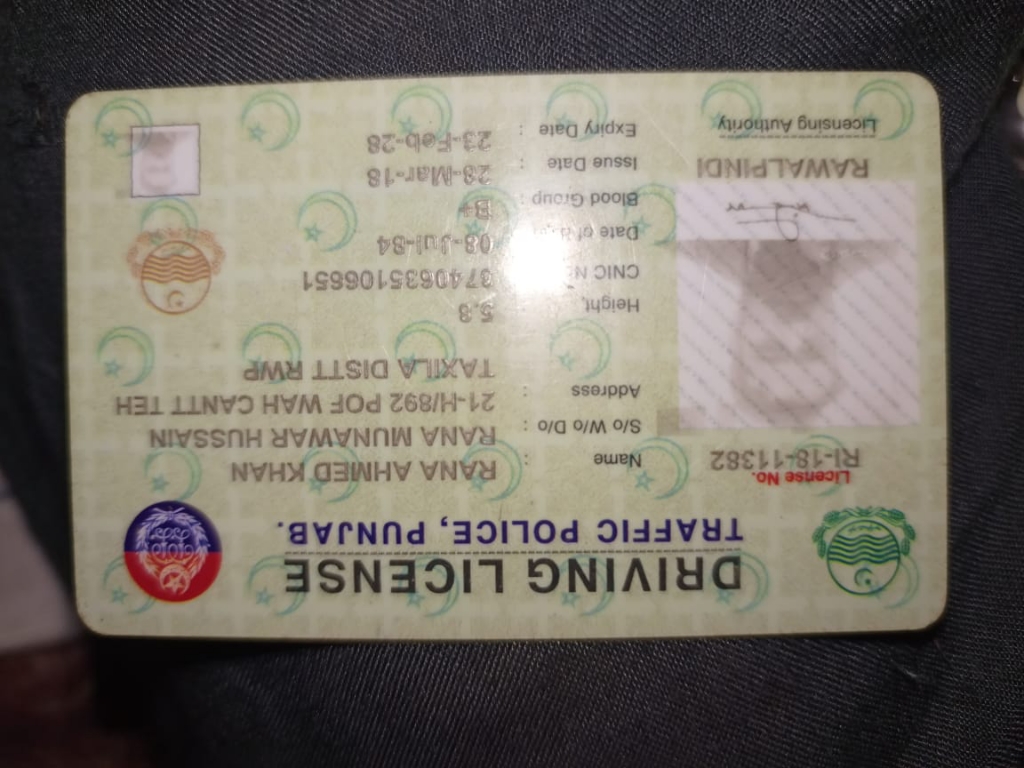 DRIVING LICENSE
TRAFFIC POLICE, PUNJAB.
License No.
RI-18-11382
Name RANA AHMED KHAN
S/o W/o D/o : RANA MUNAWAR HUSSAIN
Address : 21-H/892 POF WAH CANTT TEH
TAXILA DISTT RWP
Height, 5.8
CNIC 3740635106651
Date of : 08-Jul-84
Blood Group : B+
Issue Date : 28-Mar-18
Expiry Date : 23-Feb-28
RAWALPINDI
Licensing Authority